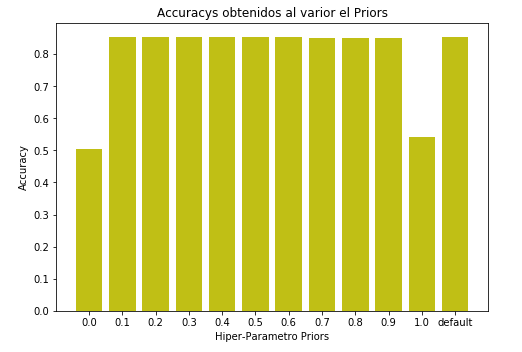 Accuracys obtenidos al varior el Priors
Accuracy
0.8
0.7
0.6
0.5
0.4
0.3
0.2
0.1
0.0
0.0 0.1 0.2 0.3 0.4 0.5 0.6 0.7 0.8 0.9 1.0 default
Hiper-Parametro Priors